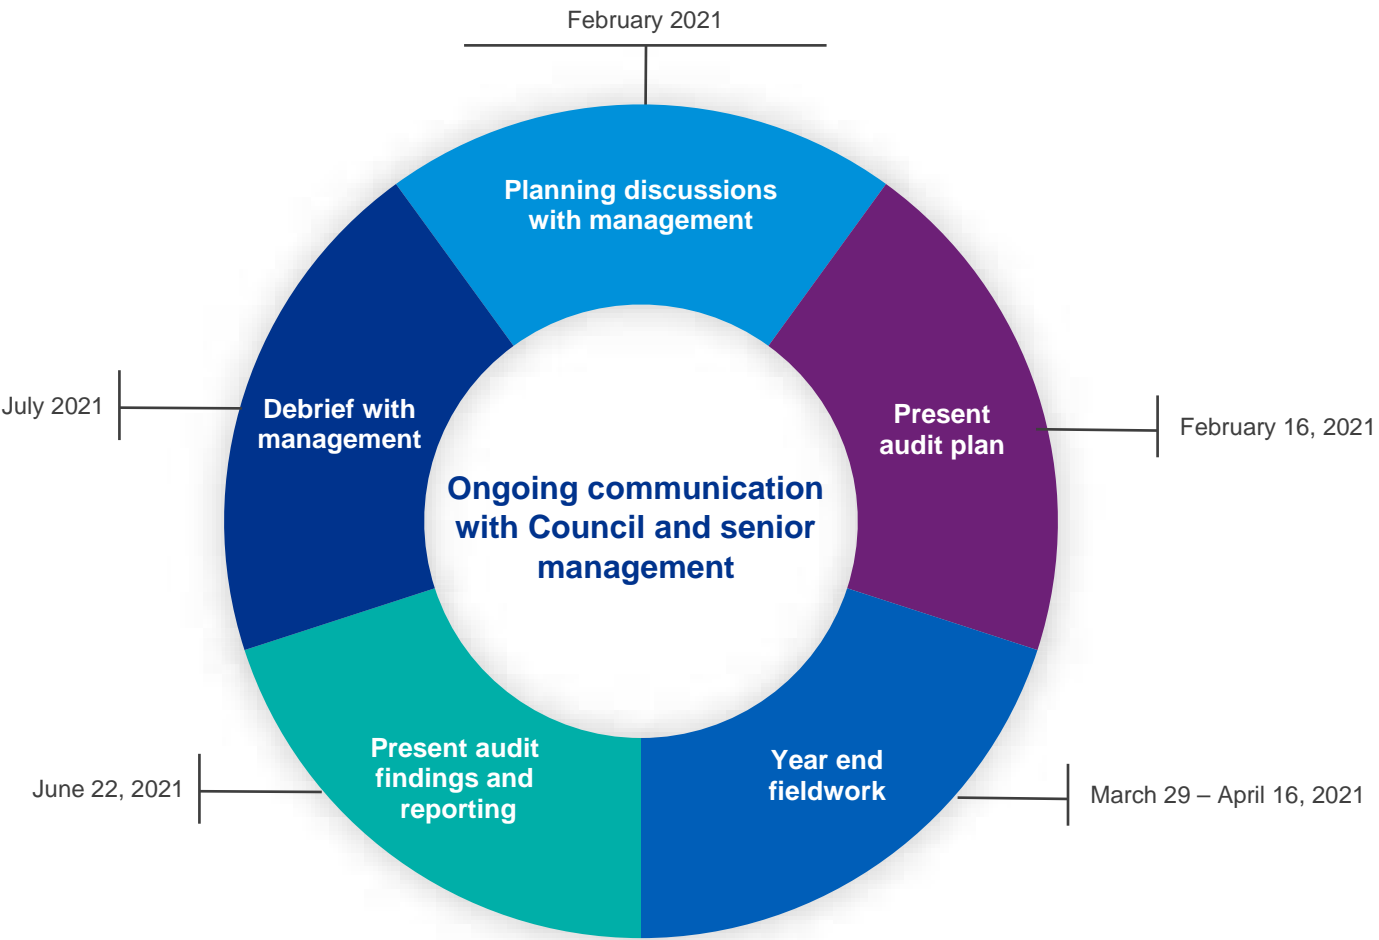 February 2021
Planning discussions
with management
Present
audit plan
February 16, 2021
Year end
fieldwork
March 29 – April 16, 2021
Present audit
findings and
reporting
June 22, 2021
Debrief with
management
July 2021
Ongoing communication
with Council and senior
management